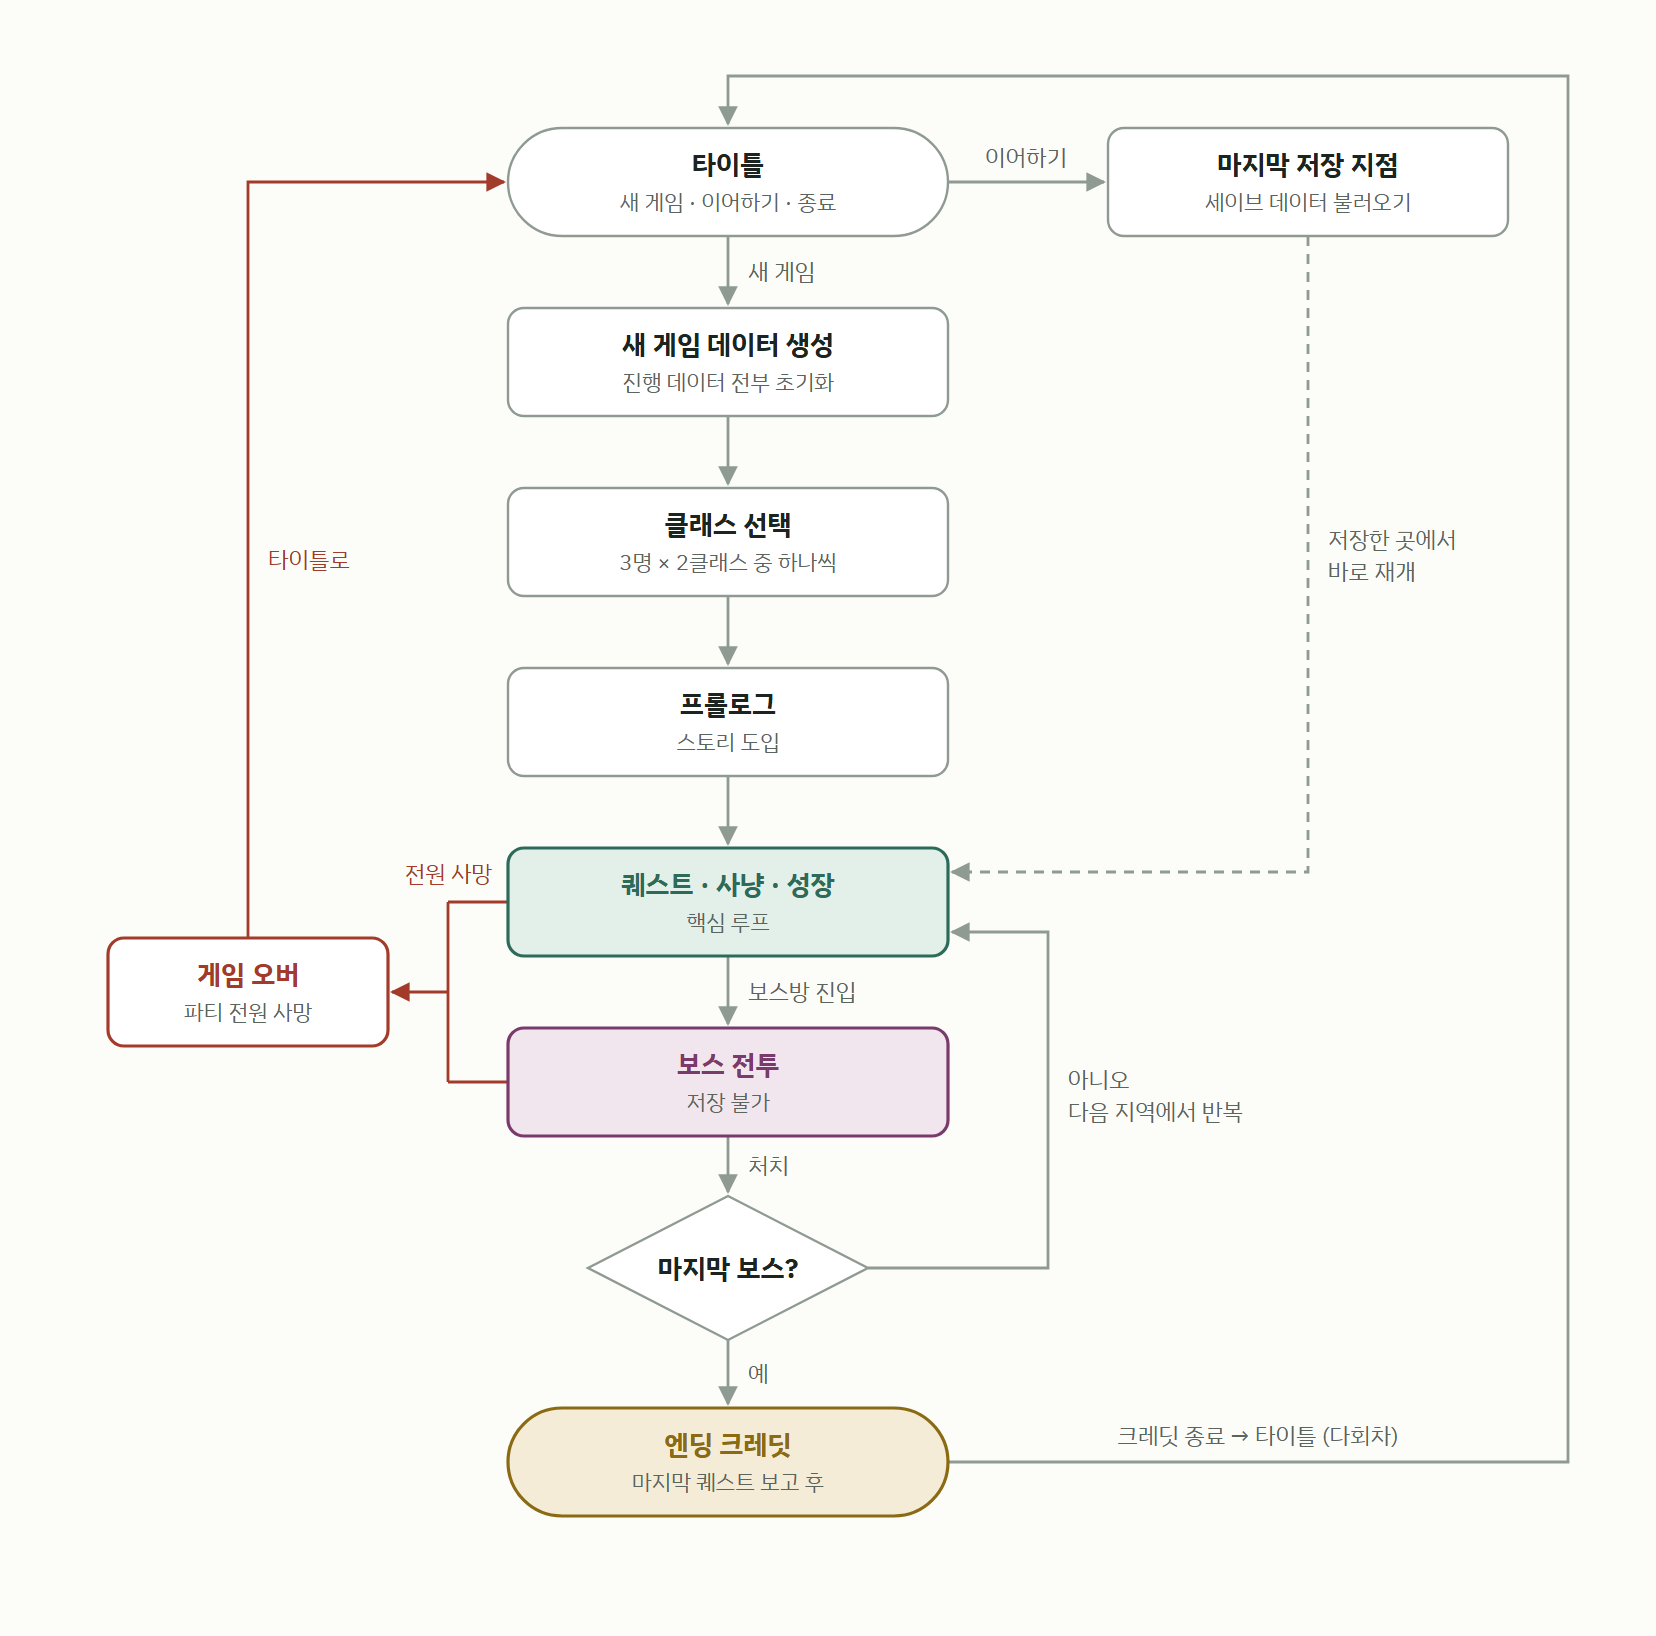 타이틀
새 게임 · 이어하기 · 종료
이어하기
마지막 저장 지점
세이브 데이터 불러오기
새 게임
새 게임 데이터 생성
진행 데이터 전부 초기화
클래스 선택
3명 × 2클래스 중 하나씩
저장한 곳에서
바로 재개
타이틀로
프롤로그
스토리 도입
전원 사망
퀘스트 · 사냥 · 성장
핵심 루프
게임 오버
파티 전원 사망
보스방 진입
보스 전투
저장 불가
아니오
다음 지역에서 반복
처치
마지막 보스?
예
엔딩 크레딧
마지막 퀘스트 보고 후
크레딧 종료 → 타이틀 (다회차)